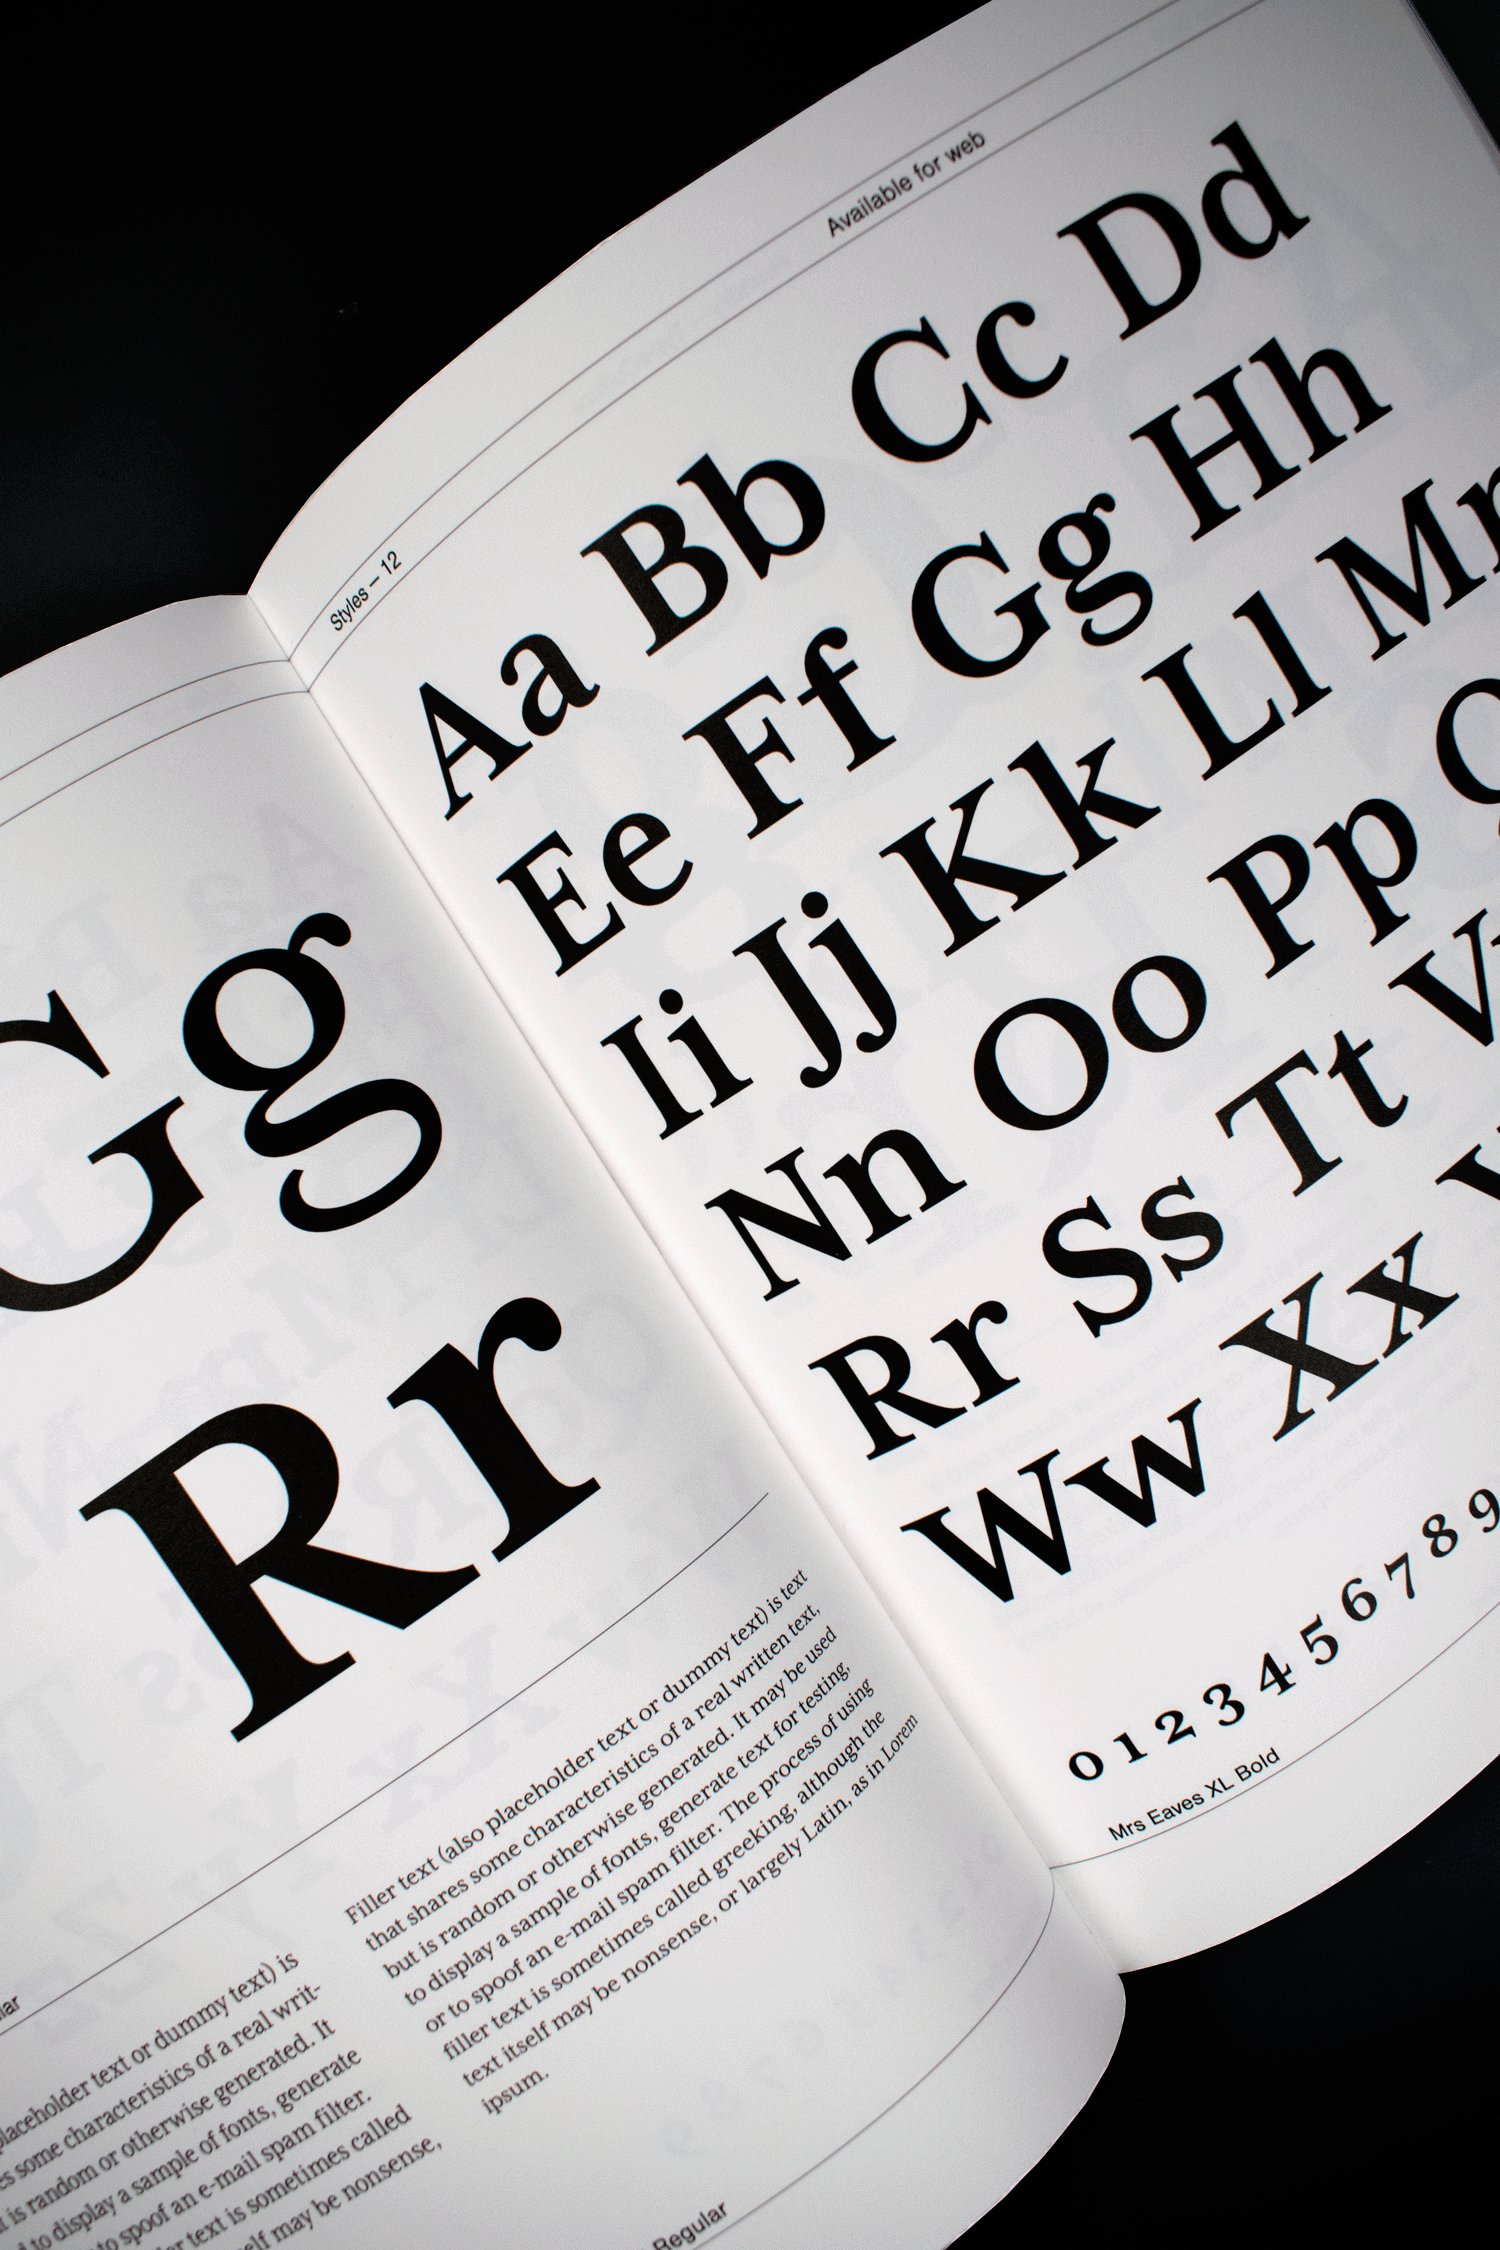 Gg
Rr
Filler text (also placeholder text or dummy text) is text
that shares some characteristics of a real written text,
but is random or otherwise generated. It may be used
to display a sample of fonts, generate text for testing,
or to spoof an e-mail spam filter. The process of using
filler text is sometimes called greeking, although the
text itself may be nonsense, or largely Latin, as in Lorem
ipsum.
placeholder text or dummy text) is
some characteristics of a real writ-
is random or otherwise generated. It
to display a sample of fonts, generate
to spoof an e-mail spam filter.
text is sometimes called
may be nonsense,
Regular
Styles – 12
Available for web
Aa Bb Cc Dd
Ee Ff Gg Hh
Ii Jj Kk Ll M
Nn Oo Pp
Rr Ss Tt V
Ww Xx
0 1 2 3 4 5 6 7 8 9
Mrs Eaves XL Bold